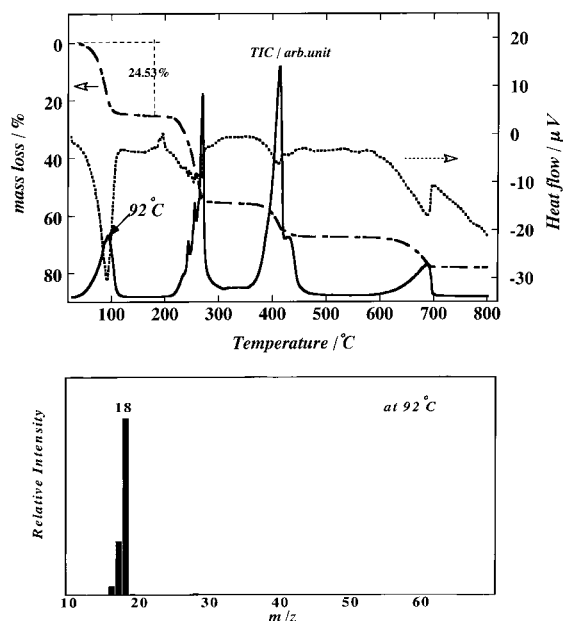 TIC / arb.unit
24.53%
92°C
mass loss / %
0
20
40
60
80
20
10
0
-10
-20
-30
Heat flow / μV
100 200 300 400 500 600 700 800
Temperature / °C
18
at 92°C
Relative Intensity
10 20 30 40 50 60
m/z